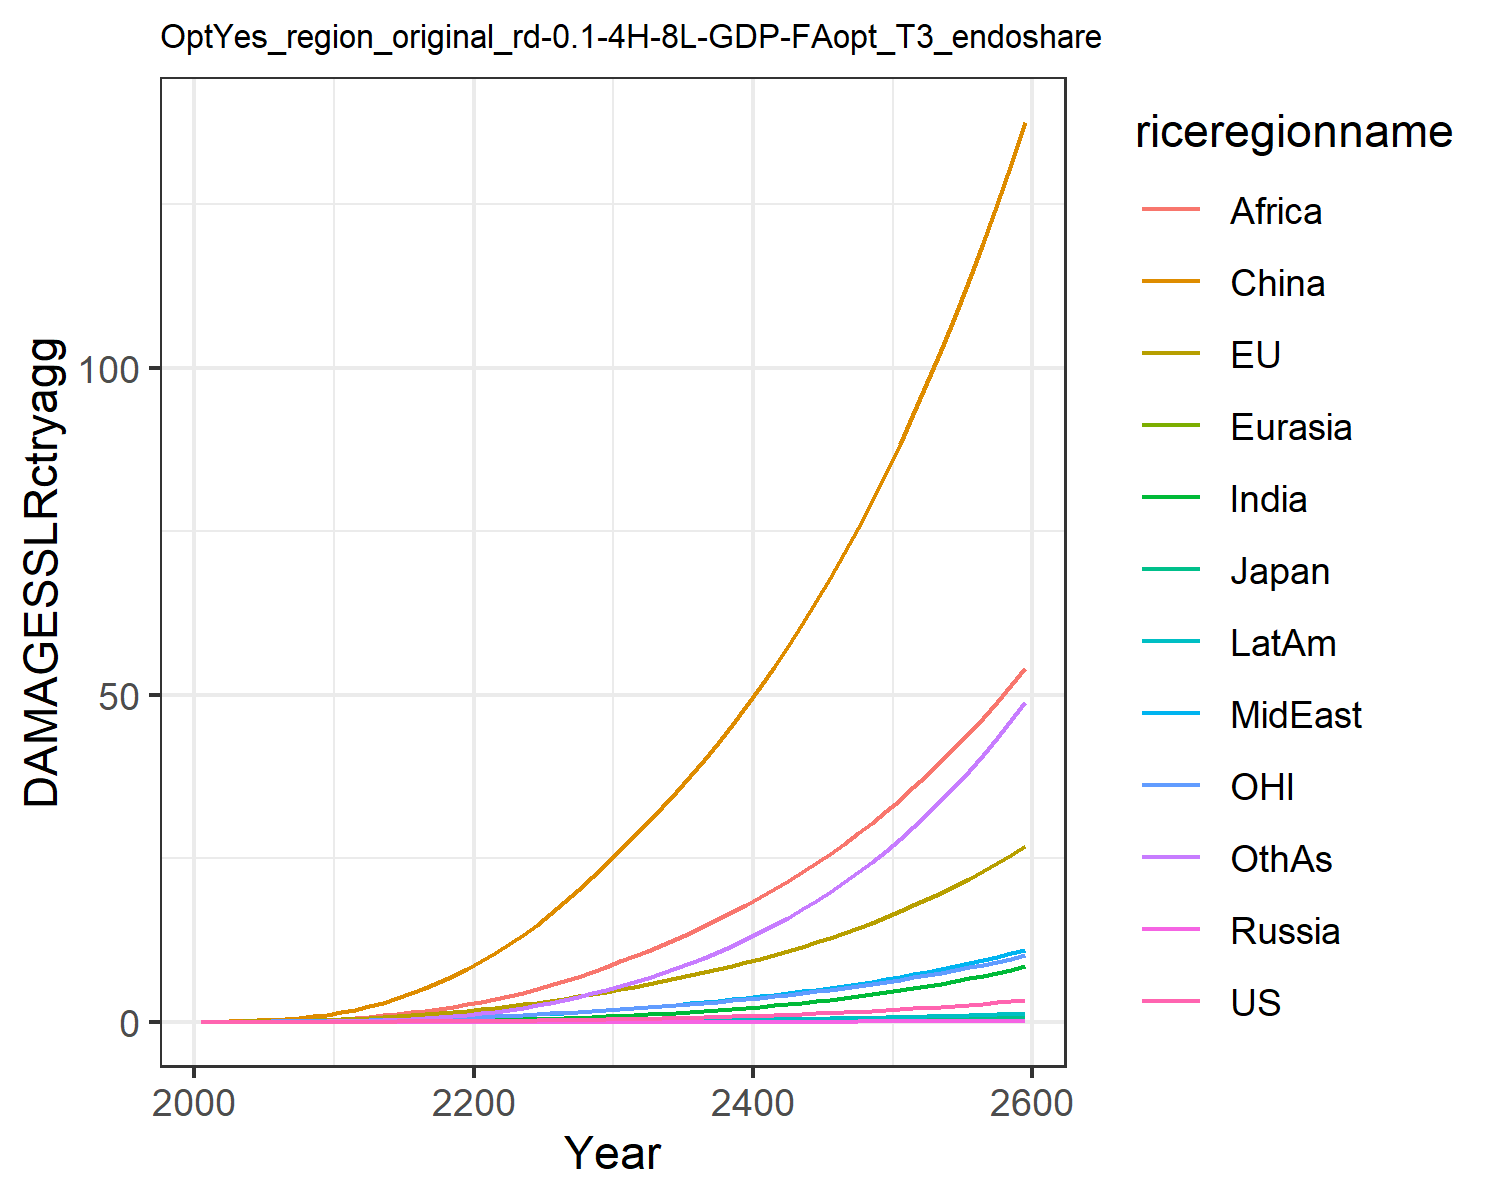 OptYes_region_original_rd-0.1-4H-8L-GDP-FAopt_T3_endoshare
DAMAGESSLRctryagg
100
50
0
2000
2200
2400
2600
Year
riceregionname
Africa
China
EU
Eurasia
India
Japan
LatAm
MidEast
OHI
OthAs
Russia
US